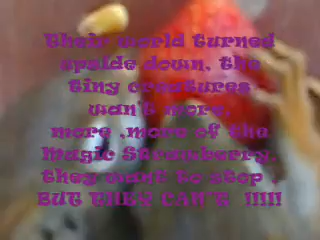 Their world turned
upside down, the
tiny creatures
wan't more,
more ,more of the
Magic Strawberry,
they want to stop .
BUT THEY CAN'T !!!!!